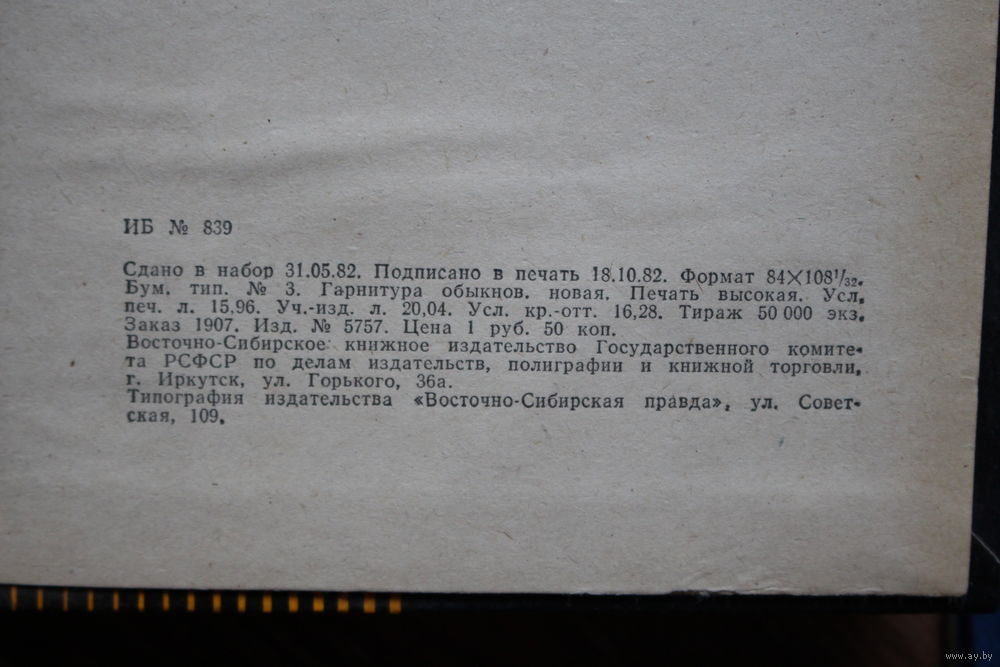 ИБ № 839
Сдано в набор 31.05.82. Подписано в печать 18.10.82. Формат 84×108¹/₃₂.
Бум. тип. № 3. Гарнитура обыкнов. новая. Печать высокая. Усл.
печ. л. 15,96. Уч.-изд. л. 20,04. Усл. кр.-отт. 16,28. Тираж 50 000 экз.
Заказ 1907. Изд. № 5757. Цена 1 руб. 50 коп.
Восточно-Сибирское книжное издательство Государственного комите-
та РСФСР по делам издательств, полиграфии и книжной торговли,
г. Иркутск, ул. Горького, 36а.
Типография издательства «Восточно-Сибирская правда», ул. Совет-
ская, 109.
www.ay.by